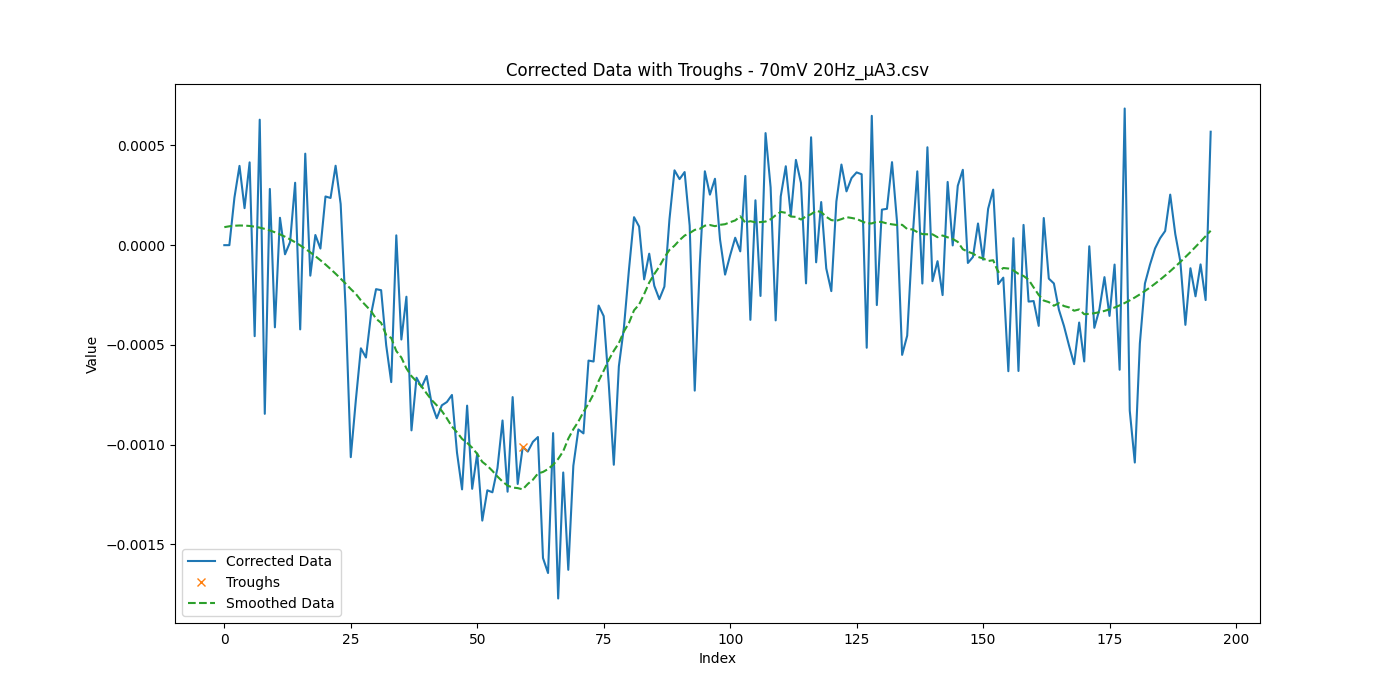 Corrected Data with Troughs - 70mV 20Hz_µA3.csv
0.0005
0.0000
−0.0005
−0.0010
−0.0015
Value
Corrected Data
Troughs
Smoothed Data
0 25 50 75 100 125 150 175 200
Index